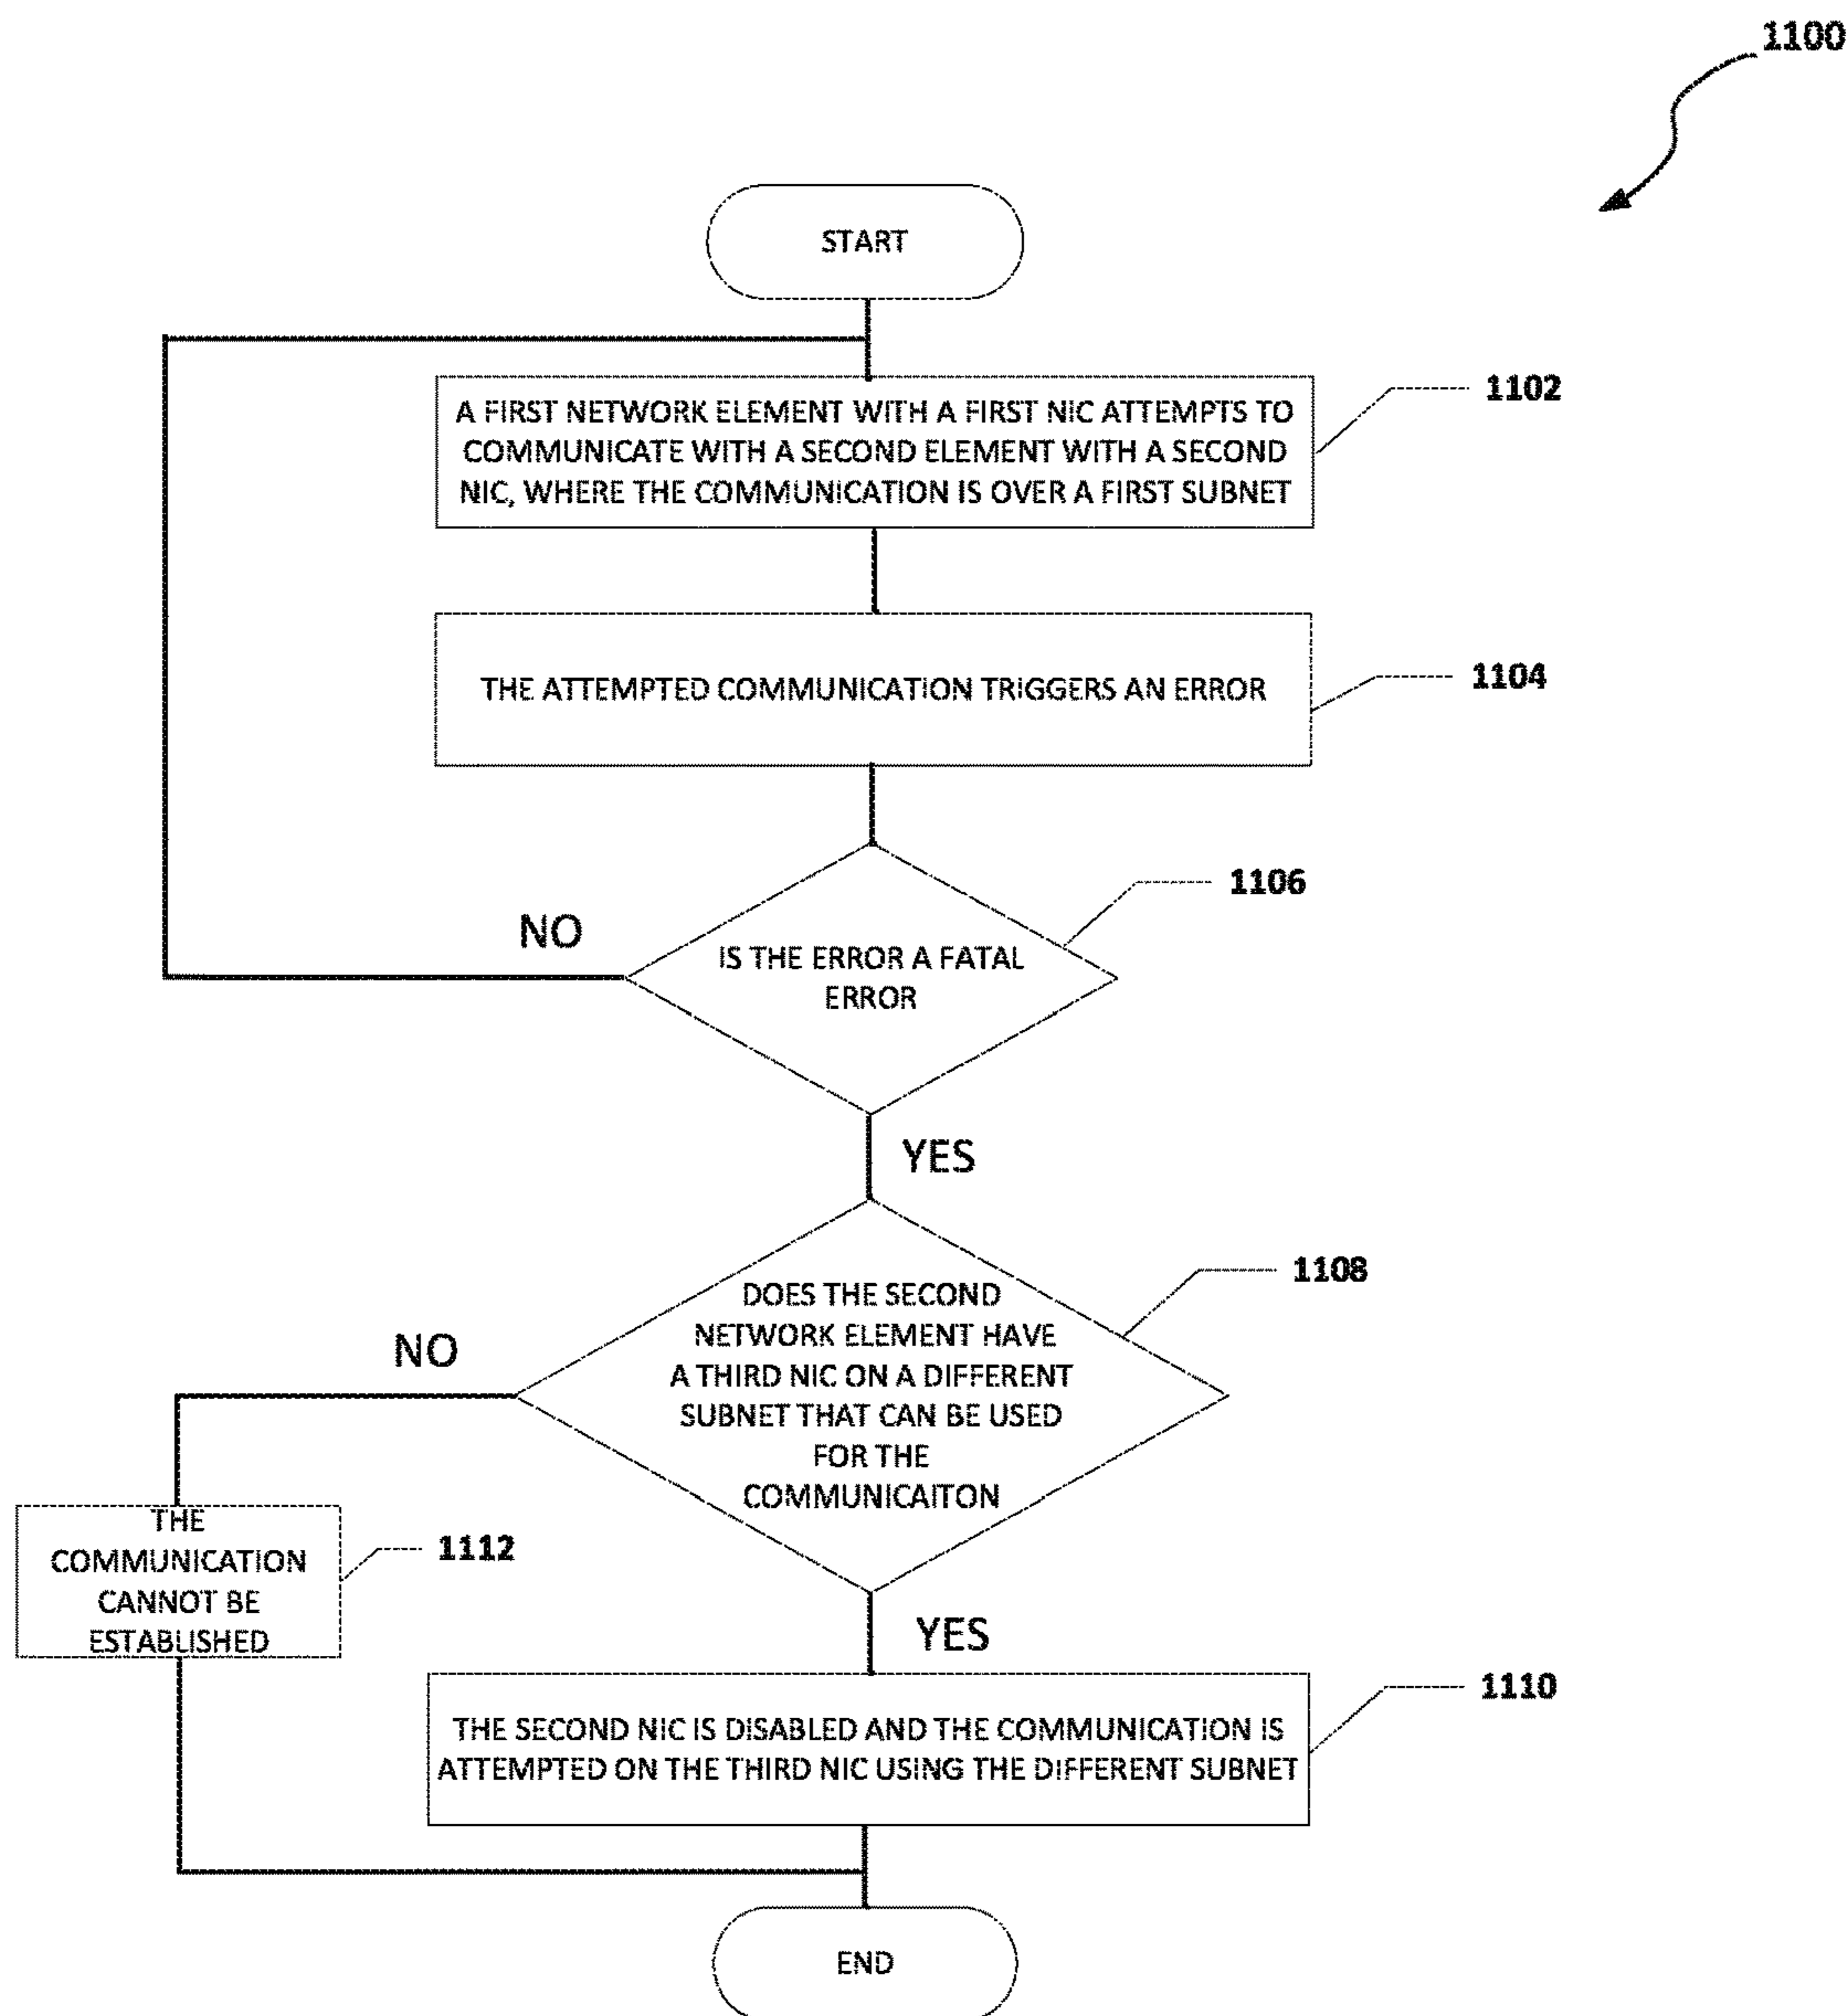 1100
START
A FIRST NETWORK ELEMENT WITH A FIRST NIC ATTEMPTS TO
COMMUNICATE WITH A SECOND ELEMENT WITH A SECOND
NIC, WHERE THE COMMUNICATION IS OVER A FIRST SUBNET
1102
THE ATTEMPTED COMMUNICATION TRIGGERS AN ERROR
1104
IS THE ERROR A FATAL
ERROR
1106
NO
YES
DOES THE SECOND
NETWORK ELEMENT HAVE
A THIRD NIC ON A DIFFERENT
SUBNET THAT CAN BE USED
FOR THE
COMMUNICAITON
1108
NO
THE
COMMUNICATION
CANNOT BE
ESTABLISHED
1112
YES
THE SECOND NIC IS DISABLED AND THE COMMUNICATION IS
ATTEMPTED ON THE THIRD NIC USING THE DIFFERENT SUBNET
1110
END